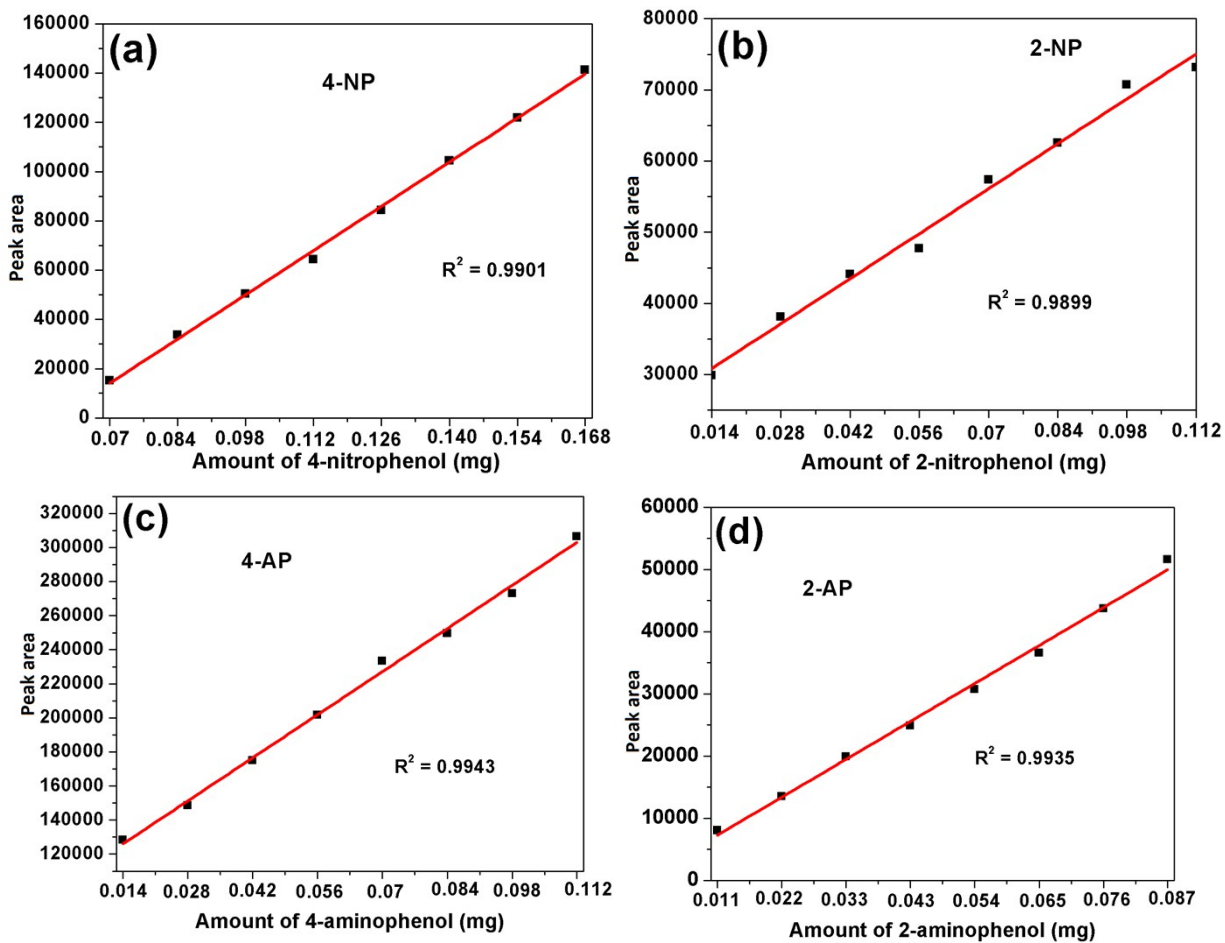 (a)
4-NP
160000
140000
120000
100000
80000
60000
40000
20000
0
Peak area
R² = 0.9901
0.07 0.084 0.098 0.112 0.126 0.140 0.154 0.168
Amount of 4-nitrophenol (mg)
(b)
2-NP
80000
70000
60000
50000
40000
30000
Peak area
R² = 0.9899
0.014 0.028 0.042 0.056 0.07 0.084 0.098 0.112
Amount of 2-nitrophenol (mg)
(c)
4-AP
320000
300000
280000
260000
240000
220000
200000
180000
160000
140000
120000
Peak area
R² = 0.9943
0.014 0.028 0.042 0.056 0.07 0.084 0.098 0.112
Amount of 4-aminophenol (mg)
(d)
2-AP
60000
50000
40000
30000
20000
10000
0
Peak area
R² = 0.9935
0.011 0.022 0.033 0.043 0.054 0.065 0.076 0.087
Amount of 2-aminophenol (mg)